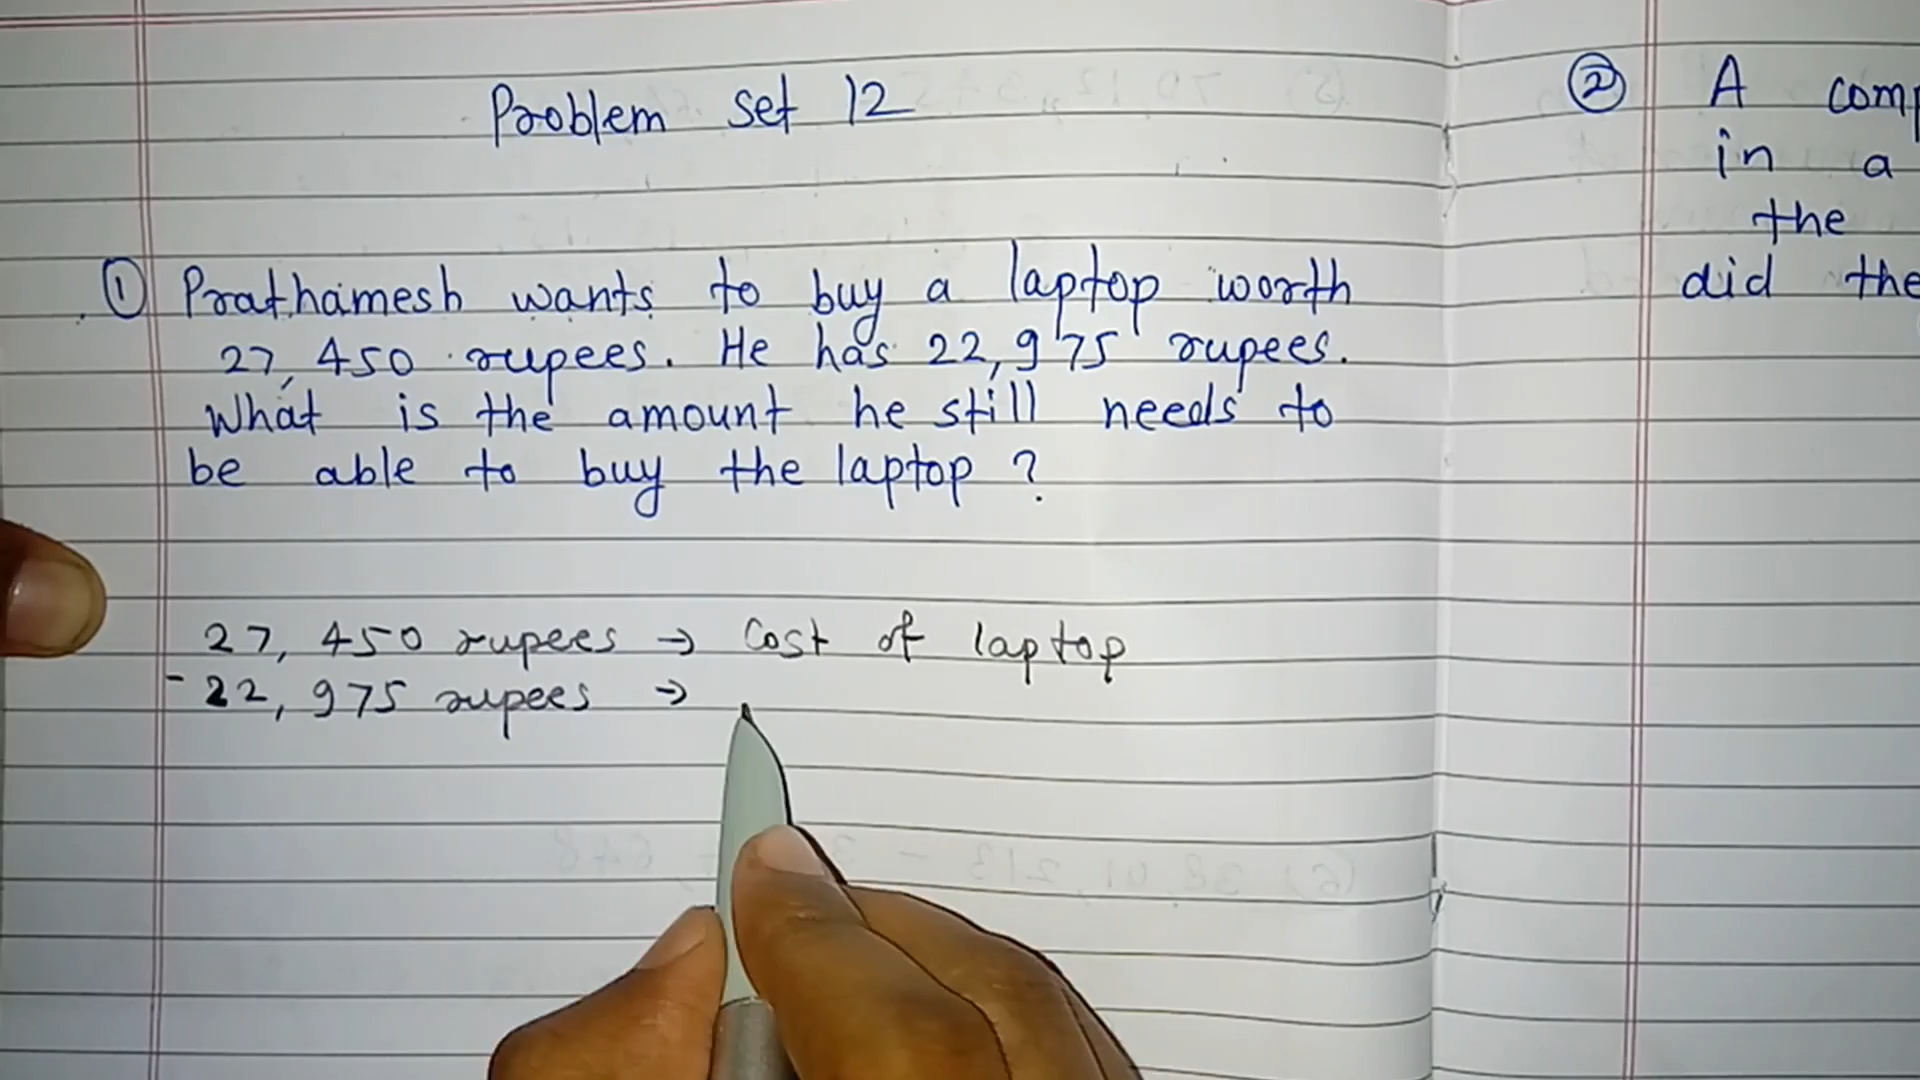 Problem set 12
① Prathamesh wants to buy a laptop worth
27,450 rupees. He has 22,975 rupees.
What is the amount he still needs to
be able to buy the laptop ?
27,450 rupees → Cost of laptop
- 22,975 rupees →
② A
in a
the
did the